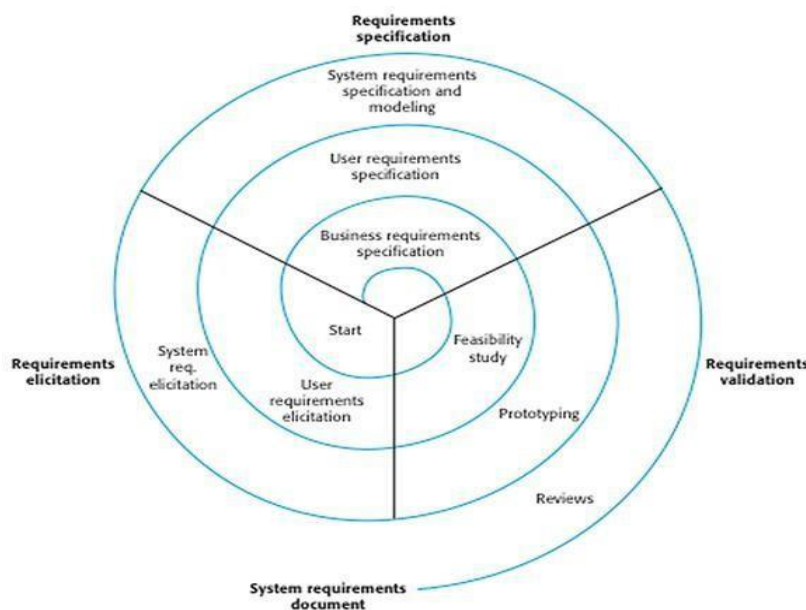 Requirements
specification
System requirements
specification and
modeling
User requirements
specification
Business requirements
specification
Start
Feasibility
study
Requirements
elicitation
System
req.
elicitation
User
requirements
elicitation
Requirements
validation
Prototyping
Reviews
System requirements
document